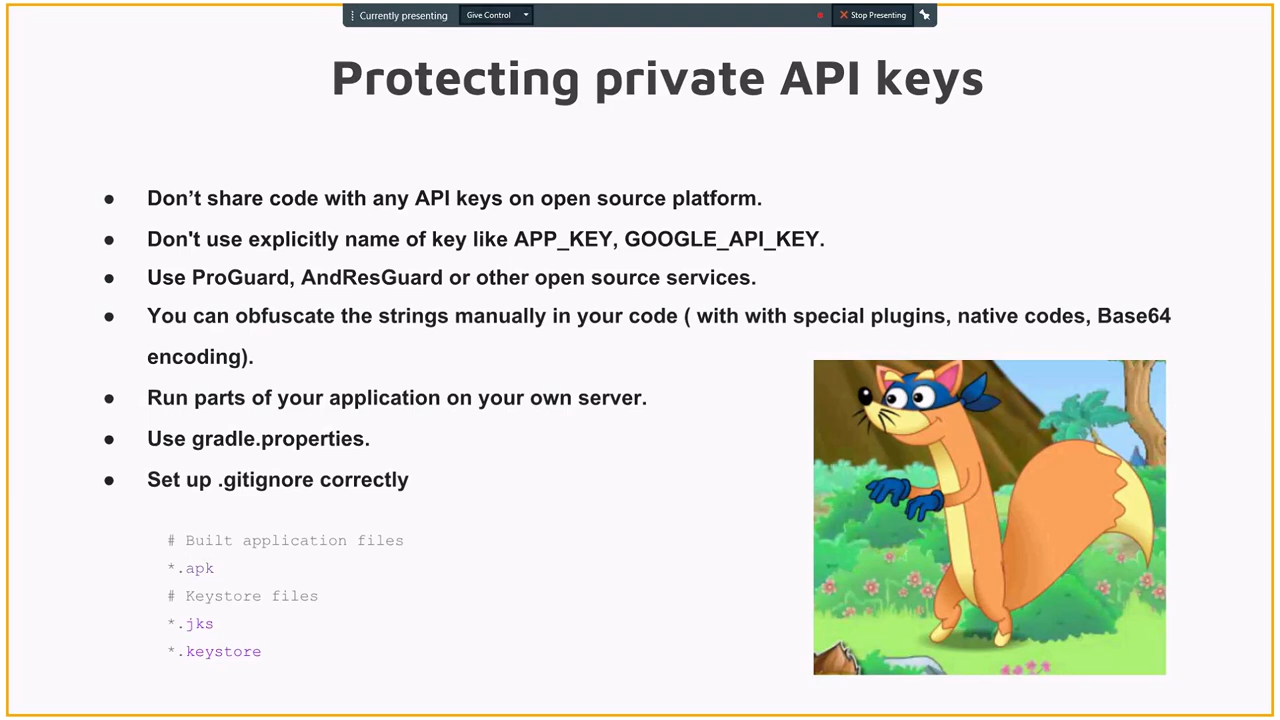 Currently presenting
Give Control
Stop Presenting
Protecting private API keys
● Don’t share code with any API keys on open source platform.
● Don't use explicitly name of key like APP_KEY, GOOGLE_API_KEY.
● Use ProGuard, AndResGuard or other open source services.
● You can obfuscate the strings manually in your code ( with with special plugins, native codes, Base64
encoding).
● Run parts of your application on your own server.
● Use gradle.properties.
● Set up .gitignore correctly
# Built application files
*.apk
# Keystore files
*.jks
*.keystore